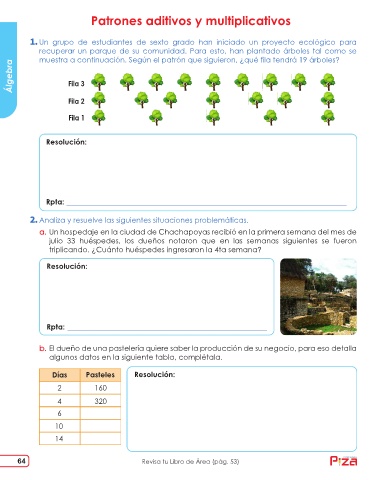 Patrones aditivos y multiplicativos
Álgebra
1. Un grupo de estudiantes de sexto grado han iniciado un proyecto ecológico para
recuperar un parque de su comunidad. Para esto, han plantado árboles tal como se
muestra a continuación. Según el patrón que siguieron, ¿qué fila tendrá 19 árboles?
Fila 3
Fila 2
Fila 1
Resolución:
Rpta:
2. Analiza y resuelve las siguientes situaciones problemáticas.
a. Un hospedaje en la ciudad de Chachapoyas recibió en la primera semana del mes de
julio 33 huéspedes, los dueños notaron que en las semanas siguientes se fueron
triplicando. ¿Cuánto huéspedes ingresaron la 4ta semana?
Resolución:
Rpta:
b. El dueño de una pastelería quiere saber la producción de su negocio, para eso detalla
algunos datos en la siguiente tabla, complétala.
Días Pasteles
2 160
4 320
6
10
14
Resolución:
64
Revisa tu Libro de Área (pág. 53)